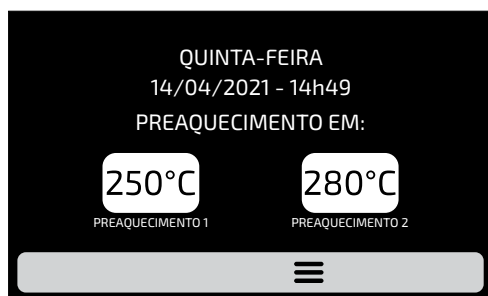 QUINTA-FEIRA
14/04/2021 - 14h49
PREAQUECIMENTO EM:
250°C 280°C
PREAQUECIMENTO 1 PREAQUECIMENTO 2